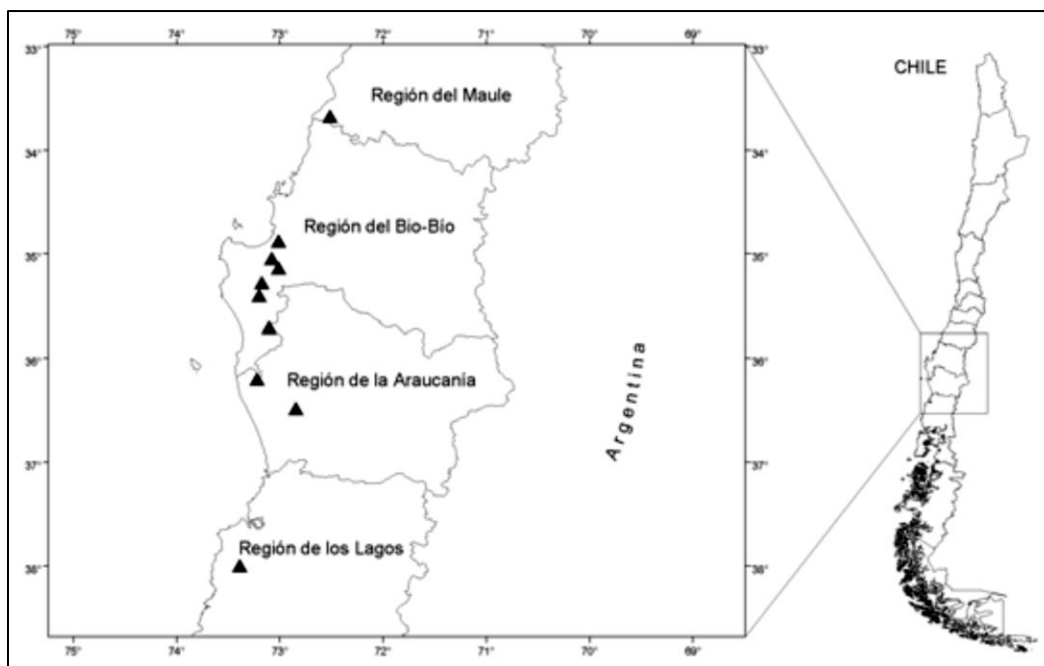 75° 74° 73° 72° 71° 70° 69°
33° 33°
CHILE
Región del Maule
34° 34°
Región del Bio-Bío
35° 35°
36° 36°
Región de la Araucanía
Argentina
37° 37°
Región de los Lagos
38° 38°
75° 74° 73° 72° 71° 70° 69°